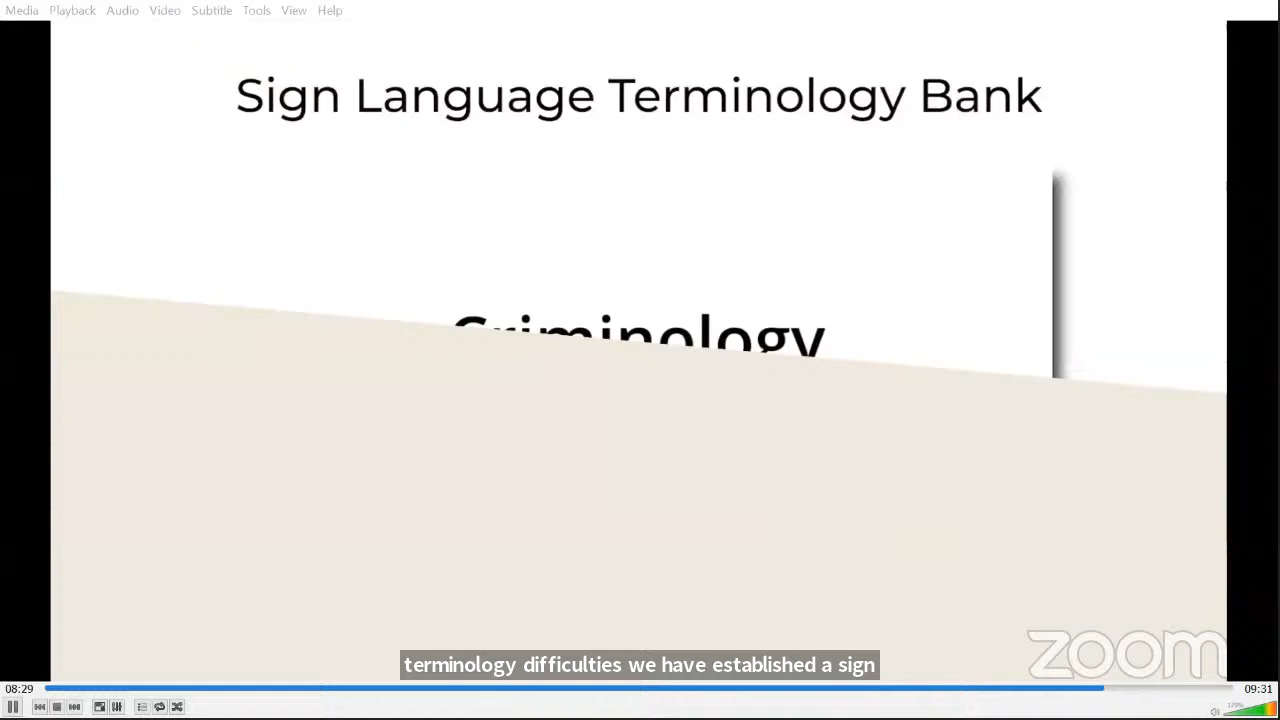 Media Playback Audio Video Subtitle Tools View Help
Sign Language Terminology Bank
Criminology
zoom
terminology difficulties we have established a sign
08:29 09:31
129%